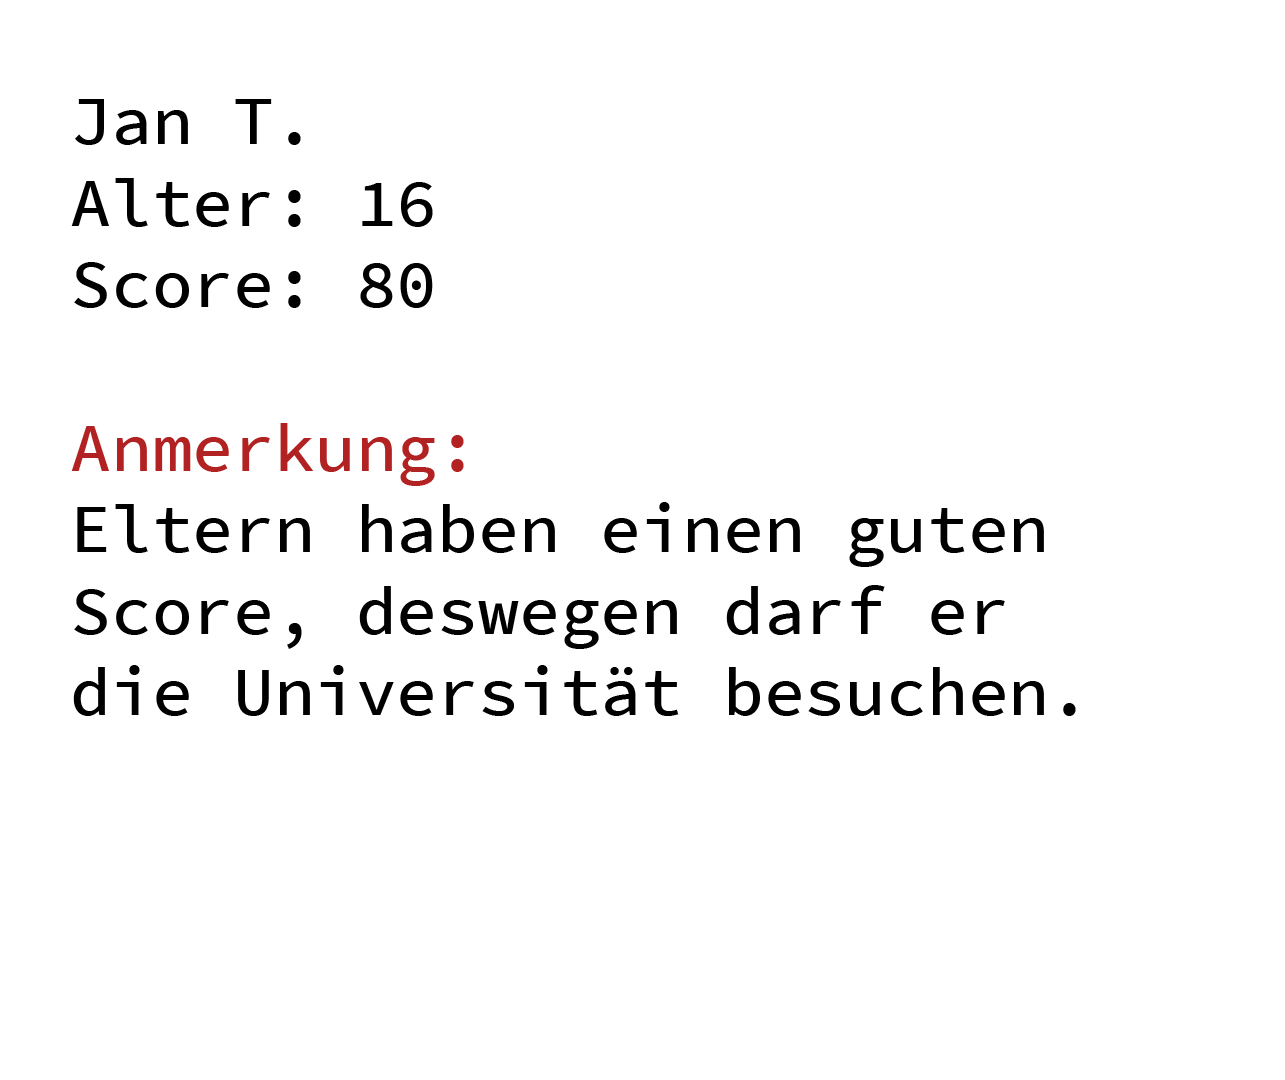 Jan T.
Alter: 16
Score: 80
Anmerkung:
Eltern haben einen guten
Score, deswegen darf er
die Universität besuchen.